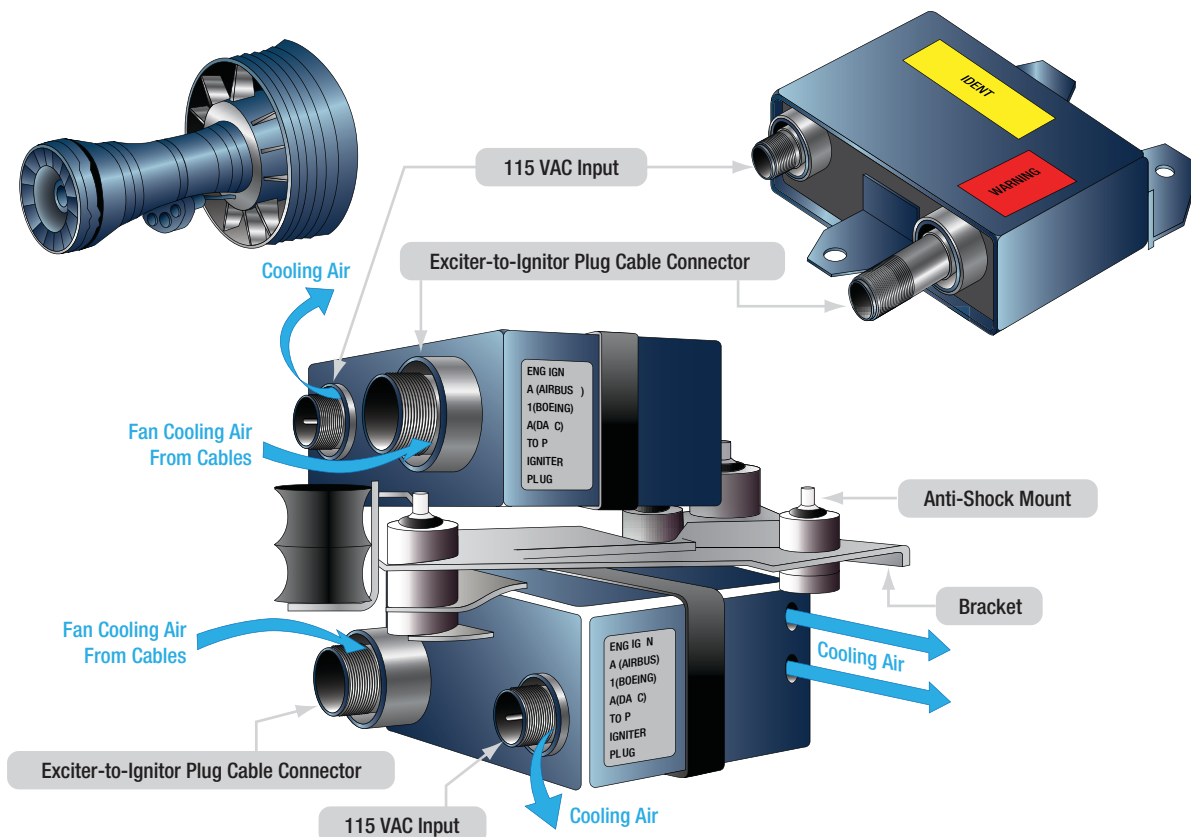 IDENT
WARNING
115 VAC Input
Exciter-to-Ignitor Plug Cable Connector
Cooling Air
ENG IGN
A (AIRBUS )
1(BOEING)
A(DA C)
TO P
IGNITER
PLUG
Fan Cooling Air
From Cables
Anti-Shock Mount
Bracket
Fan Cooling Air
From Cables
ENG IG N
A (AIRBUS)
1(BOEING)
A(DA C)
TO P
IGNITER
PLUG
Cooling Air
Exciter-to-Ignitor Plug Cable Connector
115 VAC Input
Cooling Air